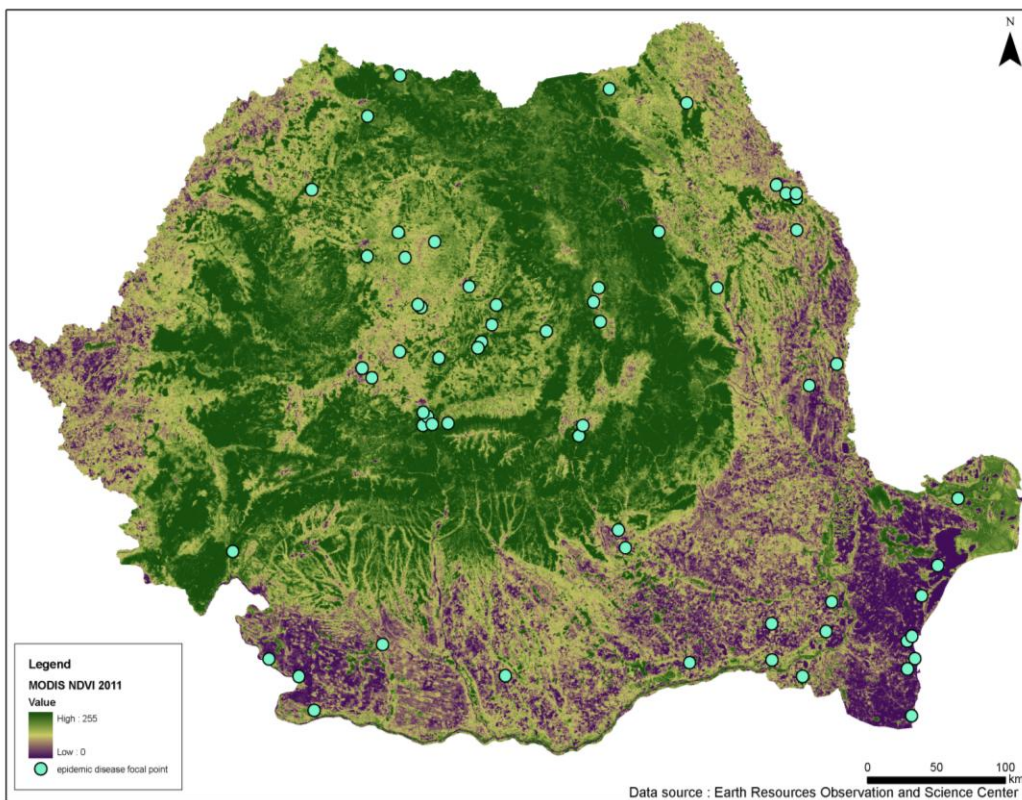 N
Legend
MODIS NDVI 2011
Value
High : 255
Low : 0
epidemic disease focal point
0 50 100
km
Data source : Earth Resources Observation and Science Center